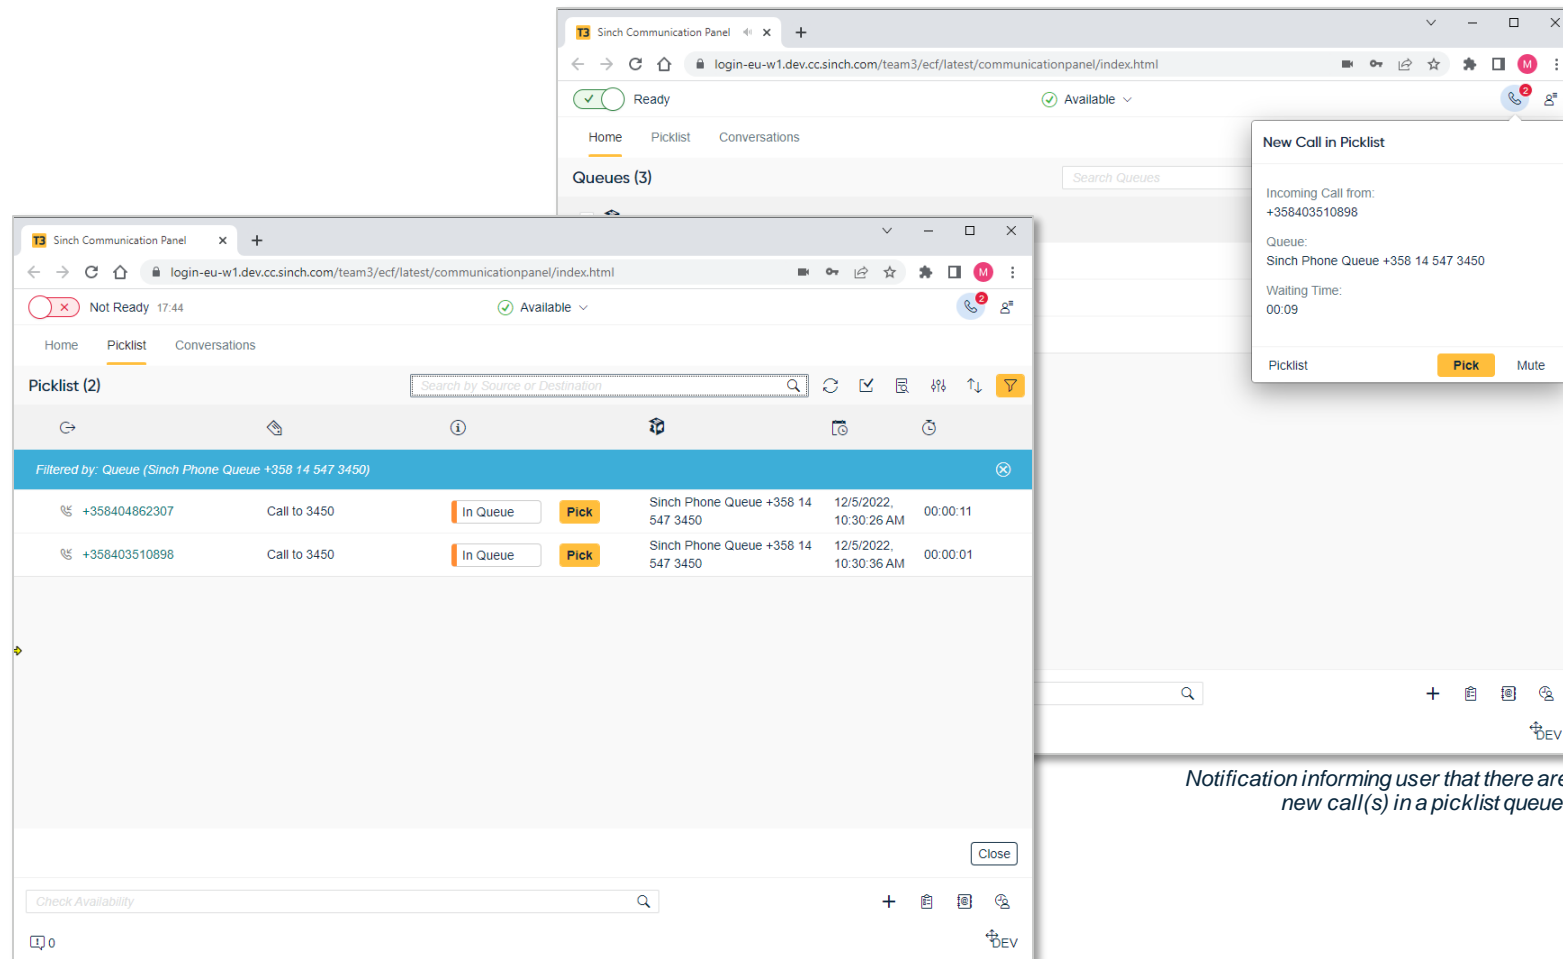 T3 Sinch Communication Panel
login-eu-w1.dev.cc.sinch.com/team3/ecf/latest/communicationpanel/index.html
M
Ready
Available
2
Home Picklist Conversations
Queues (3)
Search Queues
New Call in Picklist
Incoming Call from:
+358403510898
Queue:
Sinch Phone Queue +358 14 547 3450
Waiting Time:
00:09
Picklist Pick Mute
DEV
Notification informing user that there are
new call(s) in a picklist queue
T3 Sinch Communication Panel
login-eu-w1.dev.cc.sinch.com/team3/ecf/latest/communicationpanel/index.html
M
Not Ready 17:44
Available
2
Home Picklist Conversations
Picklist (2)
Search by Source or Destination
Filtered by: Queue (Sinch Phone Queue +358 14 547 3450)
+358404862307 Call to 3450 In Queue Pick Sinch Phone Queue +358 14 12/5/2022, 00:00:11
547 3450 10:30:26 AM
+358403510898 Call to 3450 In Queue Pick Sinch Phone Queue +358 14 12/5/2022, 00:00:01
547 3450 10:30:36 AM
Close
Check Availability
0
DEV